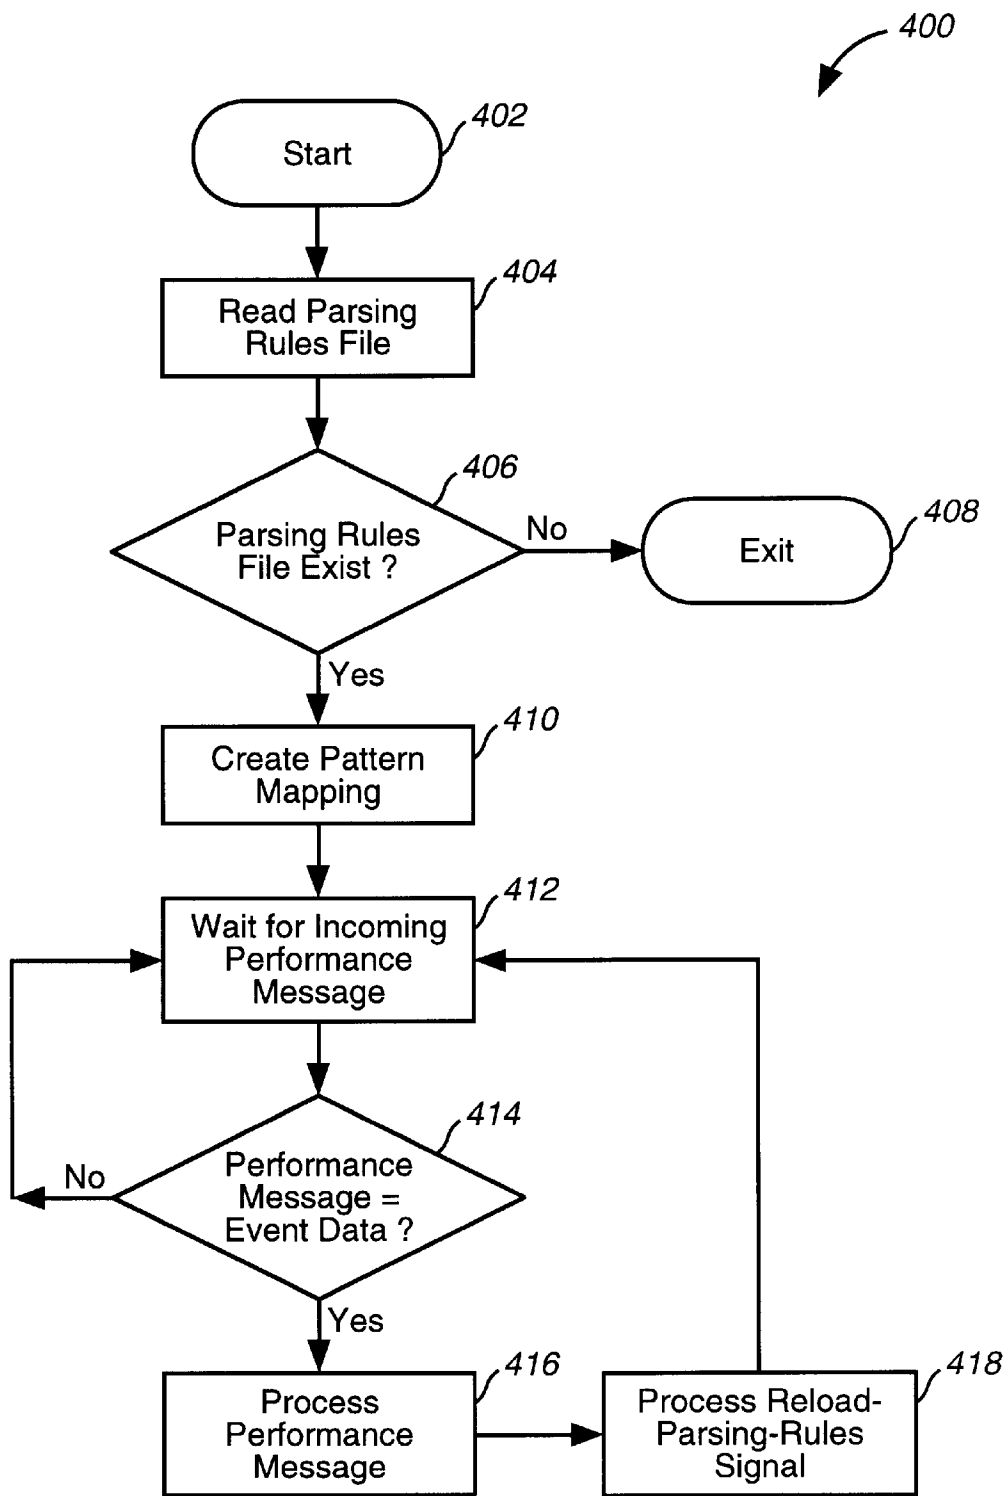 400
402
Start
404
Read Parsing
Rules File
406
Parsing Rules
File Exist ?
No
408
Exit
Yes
410
Create Pattern
Mapping
412
Wait for Incoming
Performance
Message
414
Performance
Message =
Event Data ?
No
Yes
416
Process
Performance
Message
418
Process Reload-
Parsing-Rules
Signal